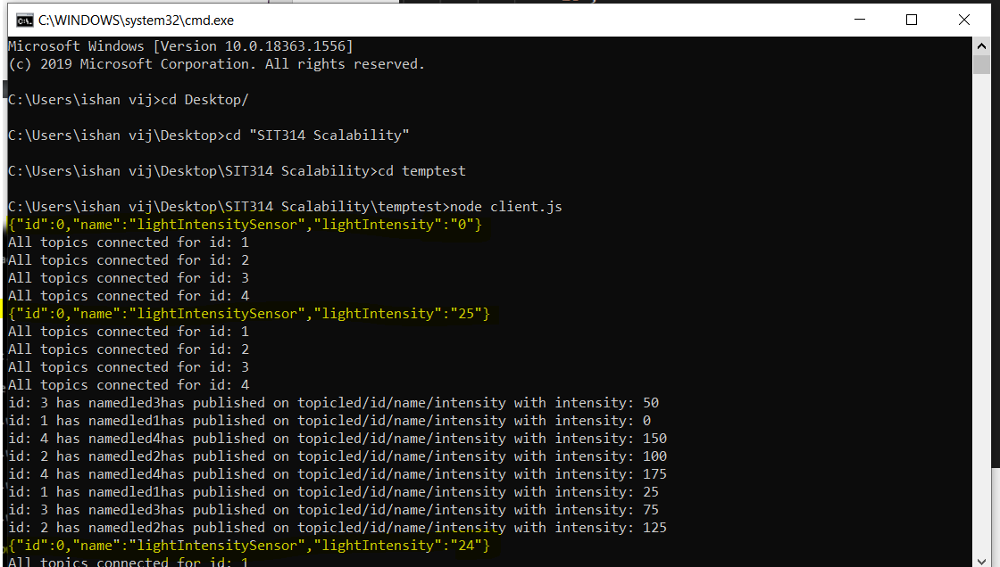 C:\WINDOWS\system32\cmd.exe
Microsoft Windows [Version 10.0.18363.1556]
(c) 2019 Microsoft Corporation. All rights reserved.
C:\Users\ishan vij>cd Desktop/
C:\Users\ishan vij\Desktop>cd "SIT314 Scalability"
C:\Users\ishan vij\Desktop\SIT314 Scalability>cd temptest
C:\Users\ishan vij\Desktop\SIT314 Scalability\temptest>node client.js
{"id":0,"name":"lightIntensitySensor","lightIntensity":"0"}
All topics connected for id: 1
All topics connected for id: 2
All topics connected for id: 3
All topics connected for id: 4
{"id":0,"name":"lightIntensitySensor","lightIntensity":"25"}
All topics connected for id: 1
All topics connected for id: 2
All topics connected for id: 3
All topics connected for id: 4
id: 3 has namedled3has published on topicled/id/name/intensity with intensity: 50
id: 1 has namedled1has published on topicled/id/name/intensity with intensity: 0
id: 4 has namedled4has published on topicled/id/name/intensity with intensity: 150
id: 2 has namedled2has published on topicled/id/name/intensity with intensity: 100
id: 4 has namedled4has published on topicled/id/name/intensity with intensity: 175
id: 1 has namedled1has published on topicled/id/name/intensity with intensity: 25
id: 3 has namedled3has published on topicled/id/name/intensity with intensity: 75
id: 2 has namedled2has published on topicled/id/name/intensity with intensity: 125
{"id":0,"name":"lightIntensitySensor","lightIntensity":"24"}
All topics connected for id: 1